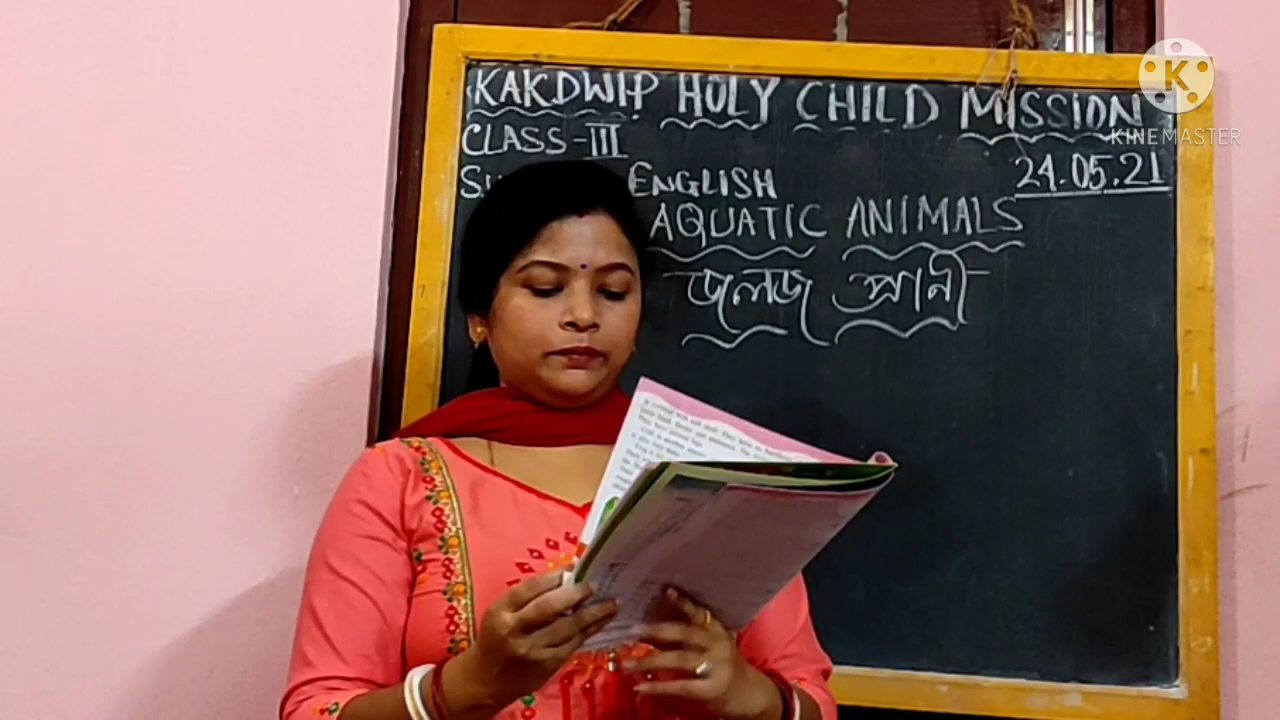 KAKDWIP HOLY CHILD MISSION
CLASS-III
24.05.21
ENGLISH
AQUATIC ANIMALS
জলজ প্রানী
K
KINEMASTER